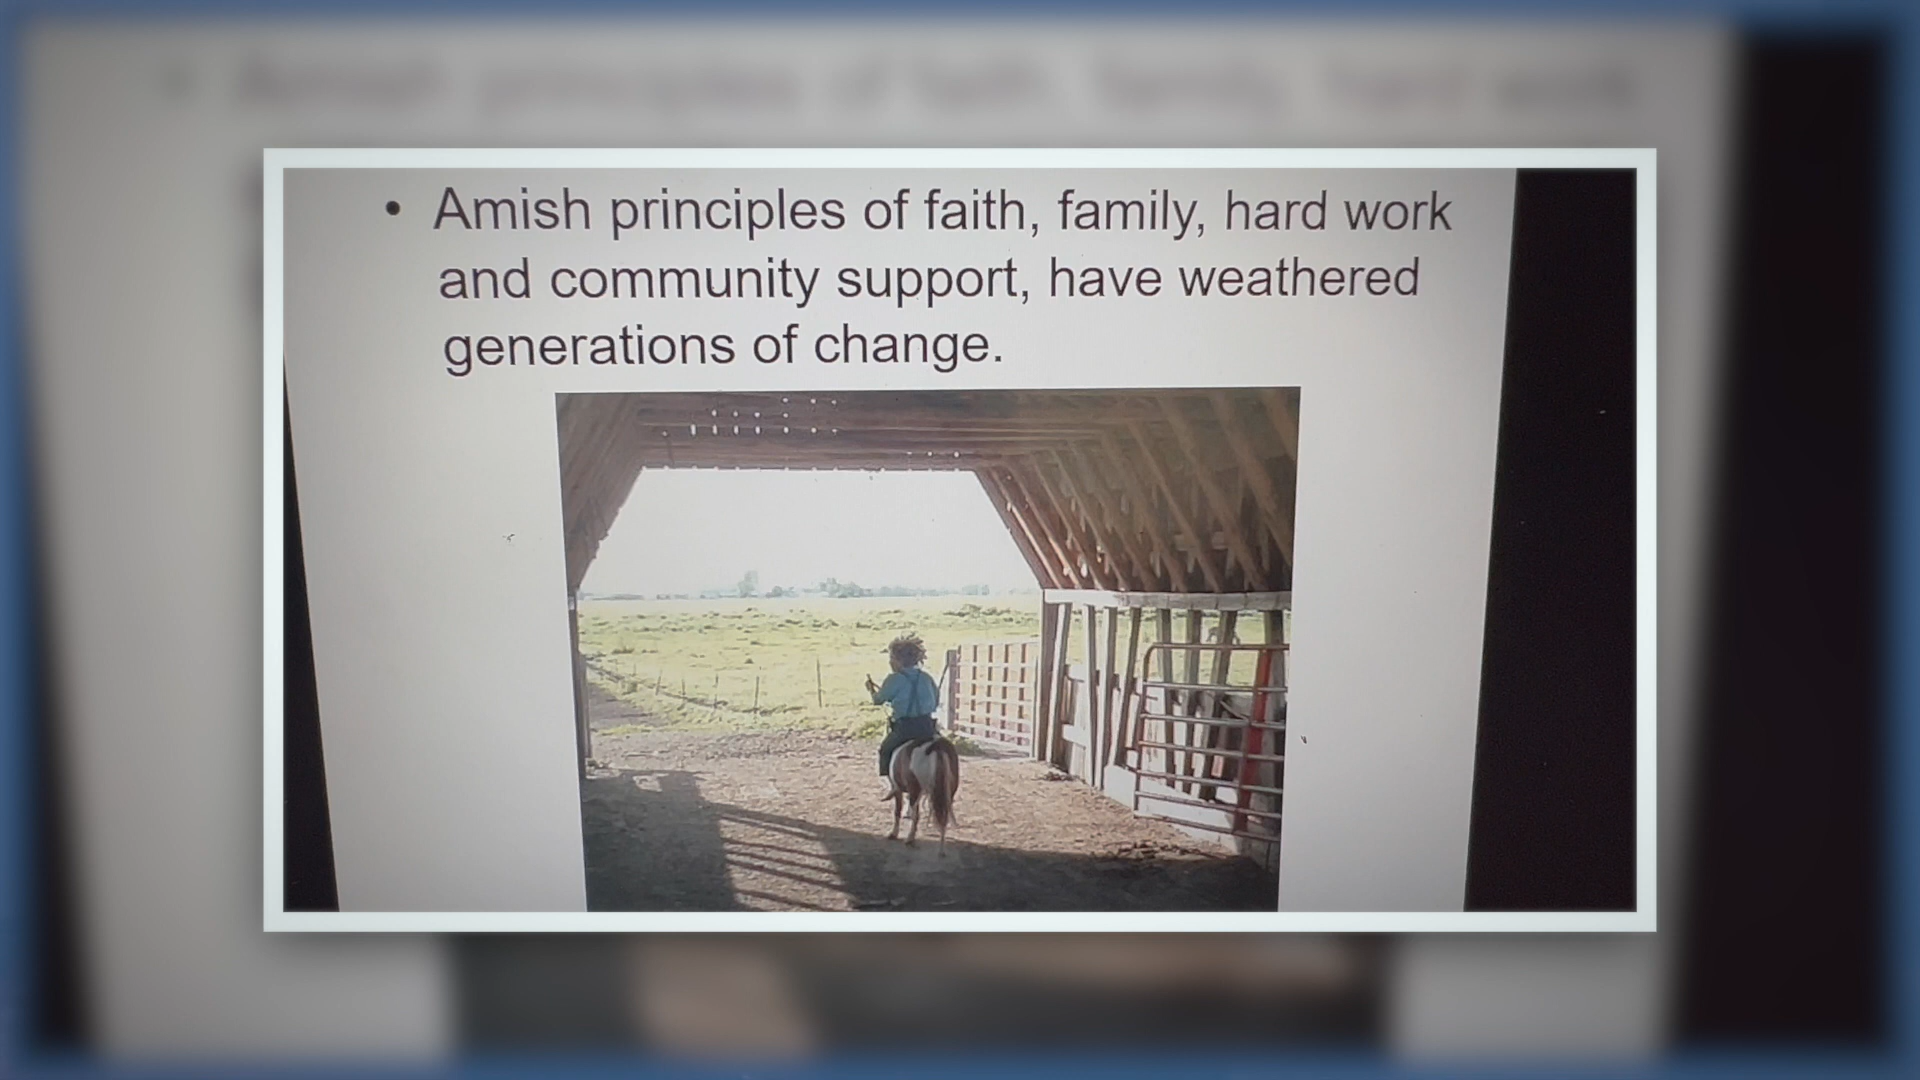 • Amish principles of faith, family, hard work
and community support, have weathered
generations of change.